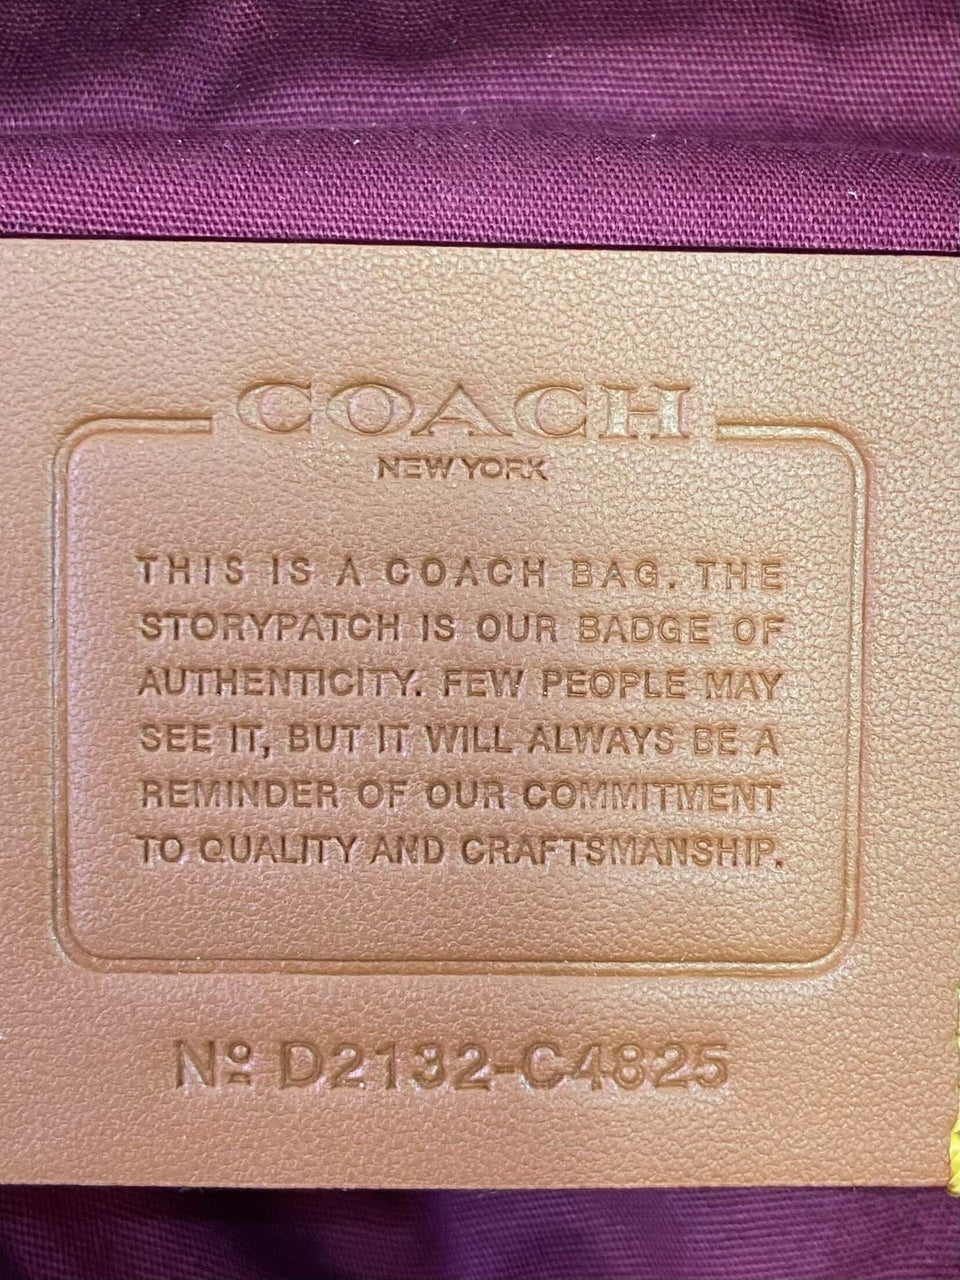 COACH
NEW YORK
THIS IS A COACH BAG. THE
STORYPATCH IS OUR BADGE OF
AUTHENTICITY. FEW PEOPLE MAY
SEE IT, BUT IT WILL ALWAYS BE A
REMINDER OF OUR COMMITMENT
TO QUALITY AND CRAFTSMANSHIP.
Nº D2132-C4825